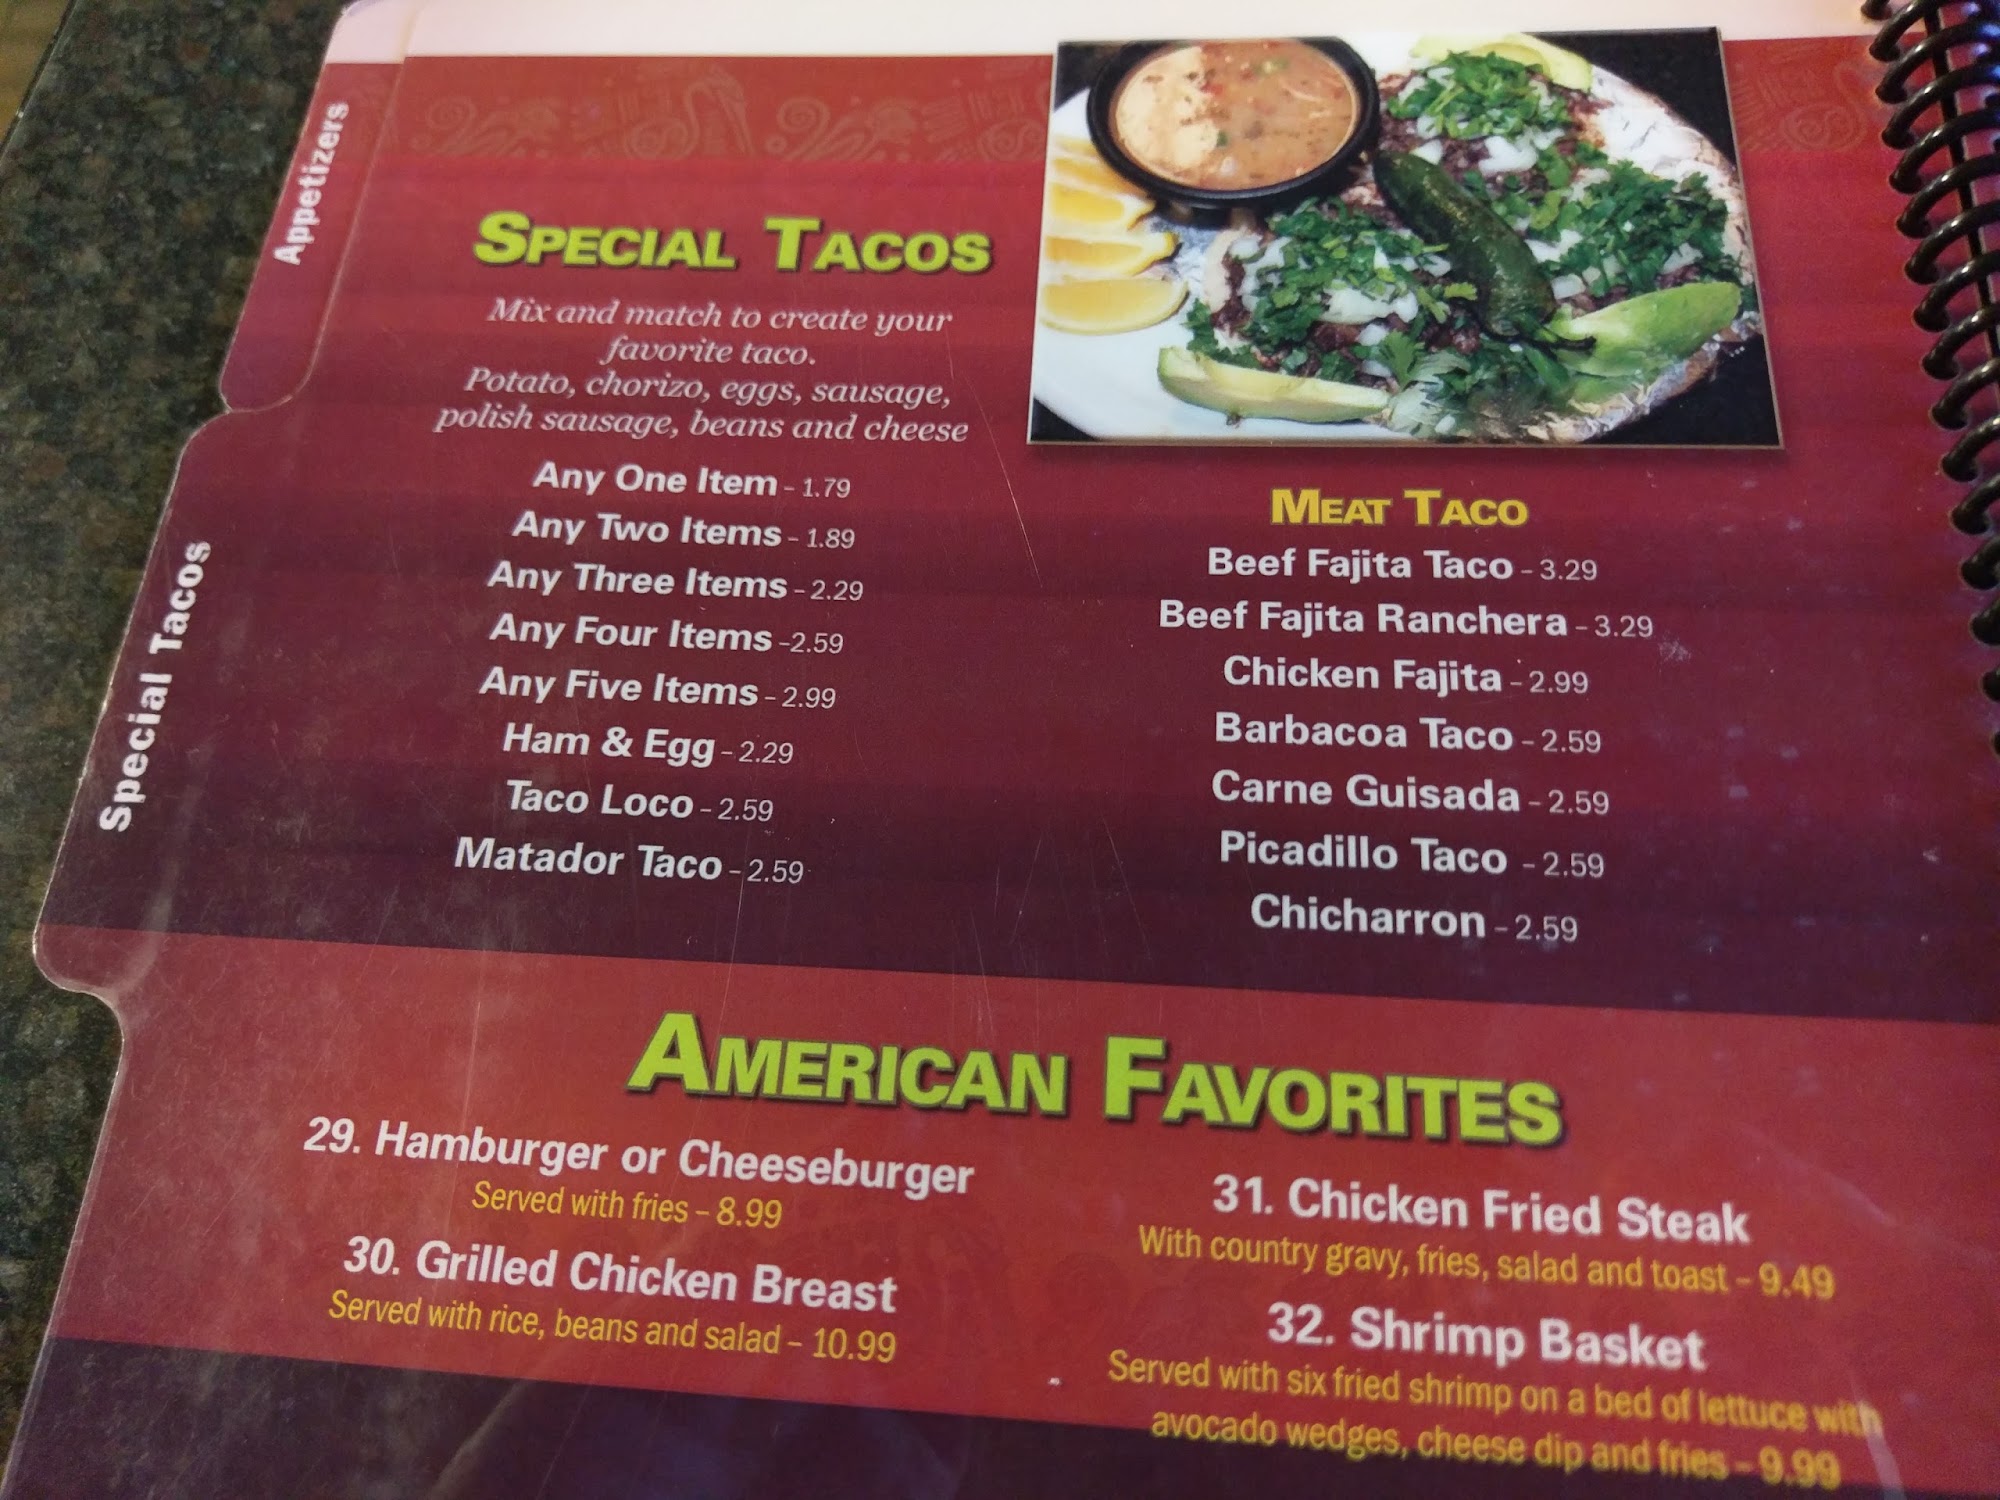 Appetizers
Special Tacos
SPECIAL TACOS
Mix and match to create your
favorite taco.
Potato, chorizo, eggs, sausage,
polish sausage, beans and cheese
Any One Item - 1.79
Any Two Items - 1.89
Any Three Items - 2.29
Any Four Items -2.59
Any Five Items - 2.99
Ham & Egg - 2.29
Taco Loco - 2.59
Matador Taco - 2.59
MEAT TACO
Beef Fajita Taco - 3.29
Beef Fajita Ranchera - 3.29
Chicken Fajita - 2.99
Barbacoa Taco - 2.59
Carne Guisada - 2.59
Picadillo Taco - 2.59
Chicharron - 2.59
AMERICAN FAVORITES
29. Hamburger or Cheeseburger
Served with fries – 8.99
30. Grilled Chicken Breast
Served with rice, beans and salad – 10.99
31. Chicken Fried Steak
With country gravy, fries, salad and toast – 9.49
32. Shrimp Basket
Served with six fried shrimp on a bed of lettuce with
avocado wedges, cheese dip and fries – 9.99